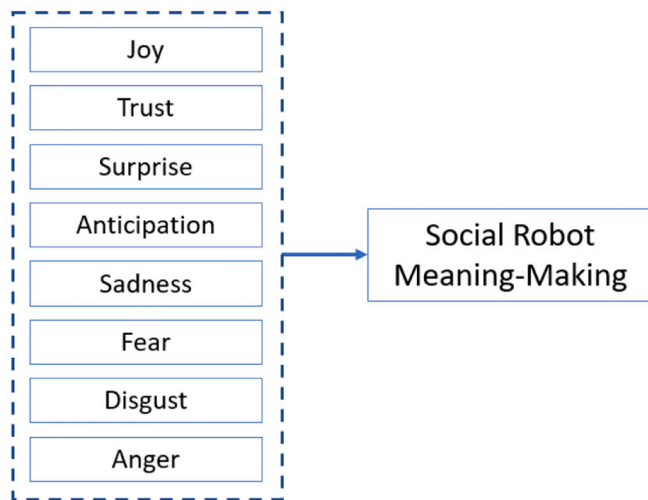 Joy
Trust
Surprise
Anticipation
Sadness
Fear
Disgust
Anger
Social Robot
Meaning-Making